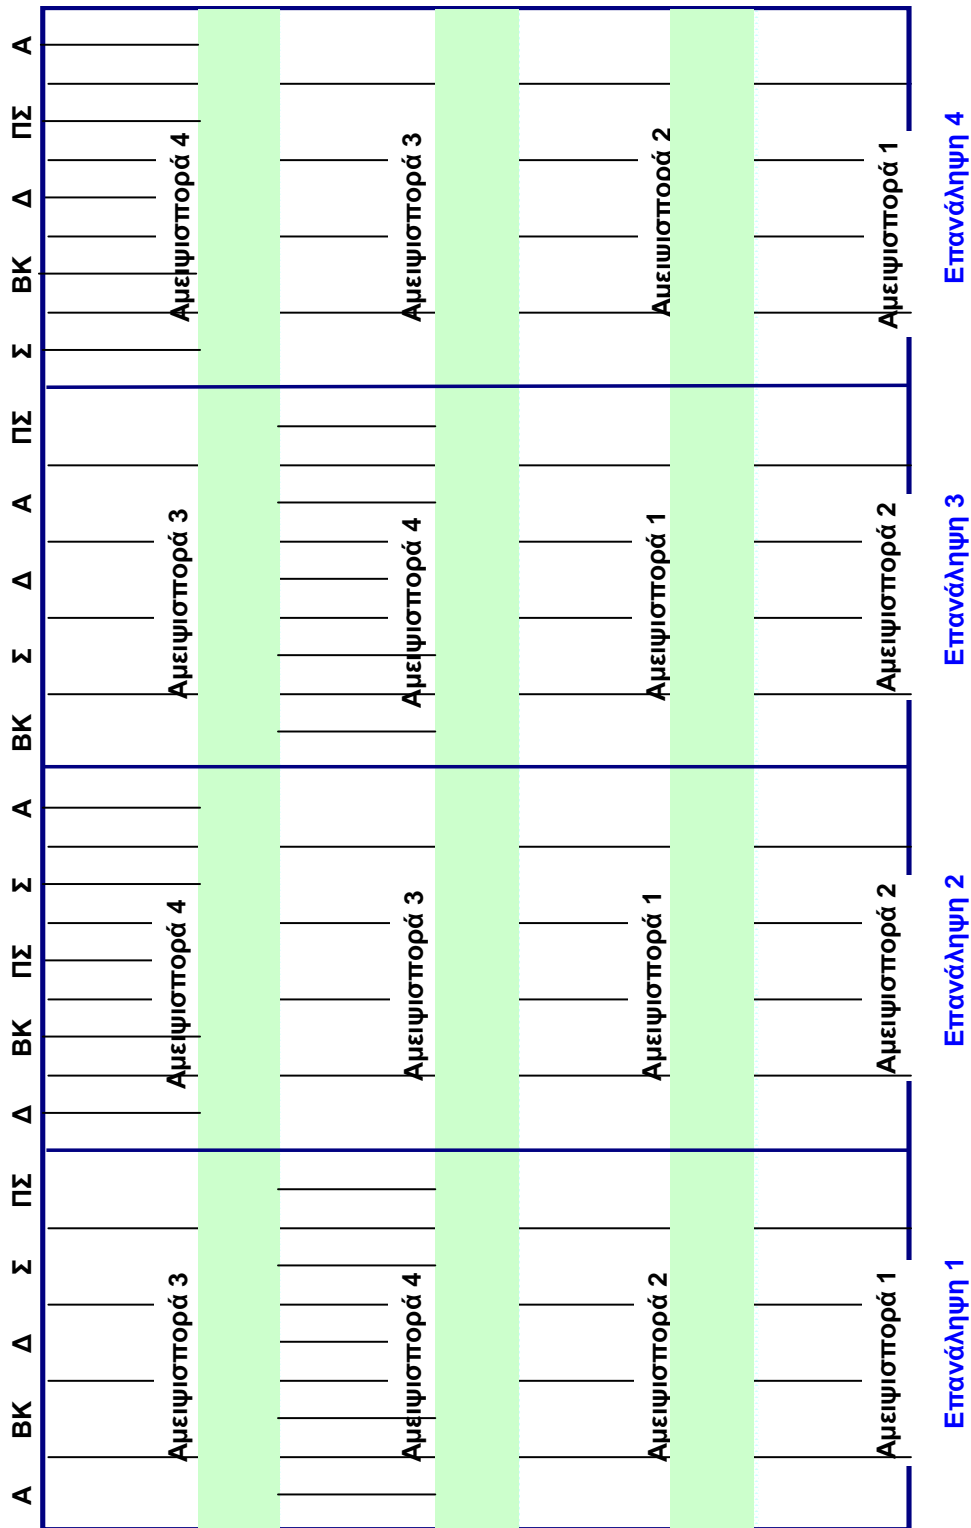 Α ΒΚ Δ Σ ΠΣ Δ ΒΚ ΠΣ Σ Α ΒΚ Σ Δ Α ΠΣ Σ ΒΚ Δ ΠΣ Α
Αμειψισπορά 3 Αμειψισπορά 4 Αμειψισπορά 3 Αμειψισπορά 4
Αμειψισπορά 4 Αμειψισπορά 3 Αμειψισπορά 4 Αμειψισπορά 3
Αμειψισπορά 2 Αμειψισπορά 1 Αμειψισπορά 1 Αμειψισπορά 2
Αμειψισπορά 1 Αμειψισπορά 2 Αμειψισπορά 2 Αμειψισπορά 1
Επανάληψη 1 Επανάληψη 2 Επανάληψη 3 Επανάληψη 4